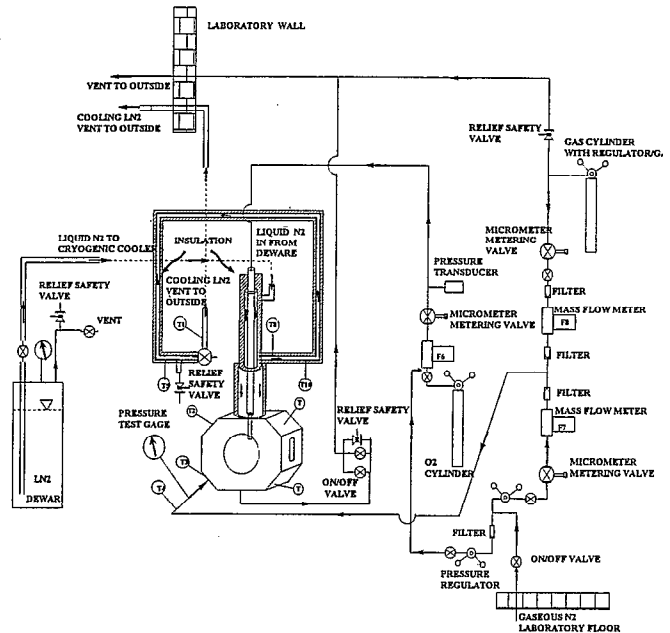 LABORATORY WALL
VENT TO OUTSIDE
COOLING LN2
VENT TO OUTSIDE
RELIEF SAFETY
VALVE
GAS CYLINDER
WITH REGULATOR/G.
LIQUID N2 TO
CRYOGENIC COOLER
INSULATION
LIQUID N2
IN FROM
DEWARE
MICROMETER
METERING VALVE
PRESSURE
TRANSDUCER
RELIEF SAFETY
VALVE
COOLING LN2
VENT TO
OUTSIDE
VENT
FILTER
MASS FLOW METER
F8
MICROMETER
METERING VALVE
T1
T8
F6
FILTER
T9
T10
RELIEF
SAFETY
VALVE
FILTER
PRESSURE
TEST GAGE
T2
T
RELIEF SAFETY
VALVE
MASS FLOW METER
F7
O2
CYLINDER
T3
T4
T
ON/OFF
VALVE
MICROMETER
METERING VALVE
LN2
DEWAR
FILTER
PRESSURE
REGULATOR
ON/OFF VALVE
GASEOUS N2
LABORATORY FLOOR